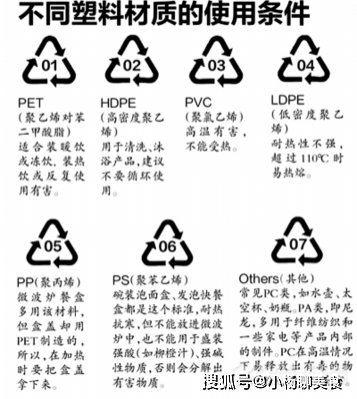 不同塑料材质的使用条件
01
02
03
04
PET
(聚乙烯对苯
二甲酸脂)
适合装暖饮
或冻饮，装热
饮或反复使
用有害。
HDPE
(高密度聚乙
烯)
用于清洗、沐
浴产品，建议
不要循环使
用。
PVC
(聚氯乙烯)
高温有害，
不能受热。
LDPE
(低密度聚乙
烯)
耐热性不强，
超过110℃时
易热熔。
05
06
07
PP(聚丙烯)
微波炉餐盒
多用该材料，
但盒盖却用
PET制造的，
所以，在加热
时要把盒盖
拿下来。
PS(聚苯乙烯)
碗装泡面盒、发泡快餐
盒都是这个标准，耐热
抗寒，但不能放进微波
炉中，也不能用于盛装
强酸(如柳橙汁)、强碱
性物质，否则会分解出
有害物质。
Others(其他)
常见PC类，如水壶、太
空杯、奶瓶。PA类，即尼
龙，多用于纤维纺织和
一些家电等产品内部
的制件。PC在高温情况
下易释放出有毒的物
搜狐号@小杨聊美食